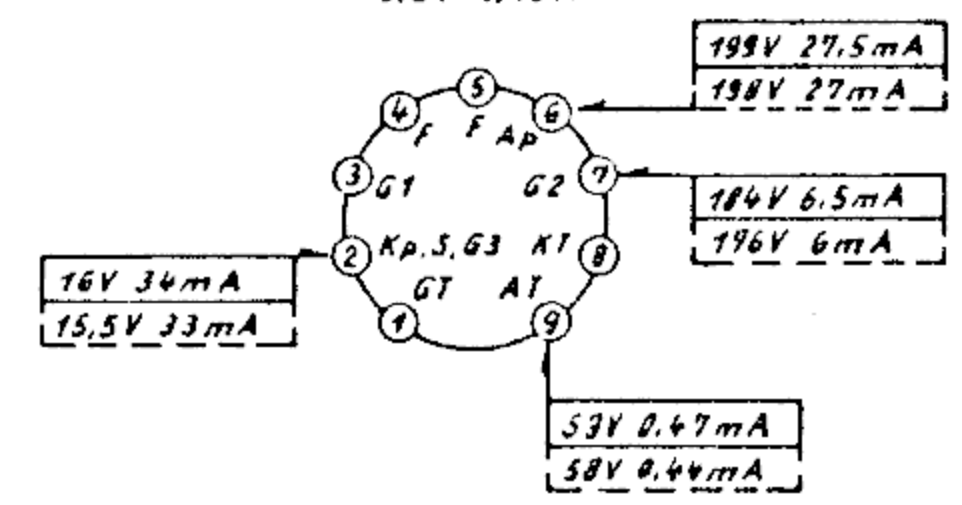 199V 27.5mA
198V 27mA
5
4
6
F
F
Ap
3
G1
G2
7
184V 6.5mA
196V 6mA
2
Kp, S, G3
KT
8
16V 34mA
15,5V 33mA
GT
AT
1
9
53V 0.47mA
58V 0,44mA